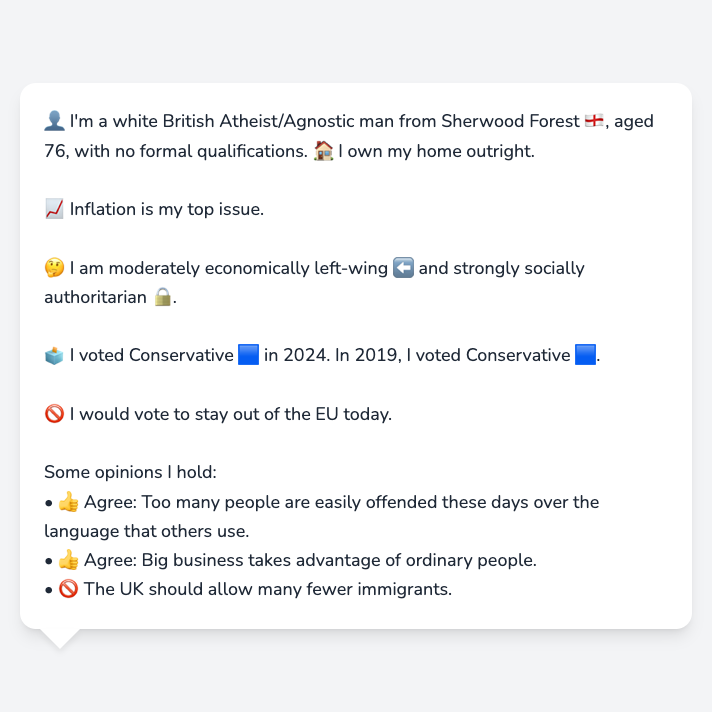 👤 I'm a white British Atheist/Agnostic man from Sherwood Forest 🏴󠁧󠁢󠁥󠁮󠁧󠁿, aged
76, with no formal qualifications. 🏠 I own my home outright.
📈 Inflation is my top issue.
🤔 I am moderately economically left-wing ⬅️ and strongly socially
authoritarian 🔒.
🗳️ I voted Conservative 🟦 in 2024. In 2019, I voted Conservative 🟦.
🚫 I would vote to stay out of the EU today.
Some opinions I hold:
• 👍 Agree: Too many people are easily offended these days over the
language that others use.
• 👍 Agree: Big business takes advantage of ordinary people.
• 🚫 The UK should allow many fewer immigrants.